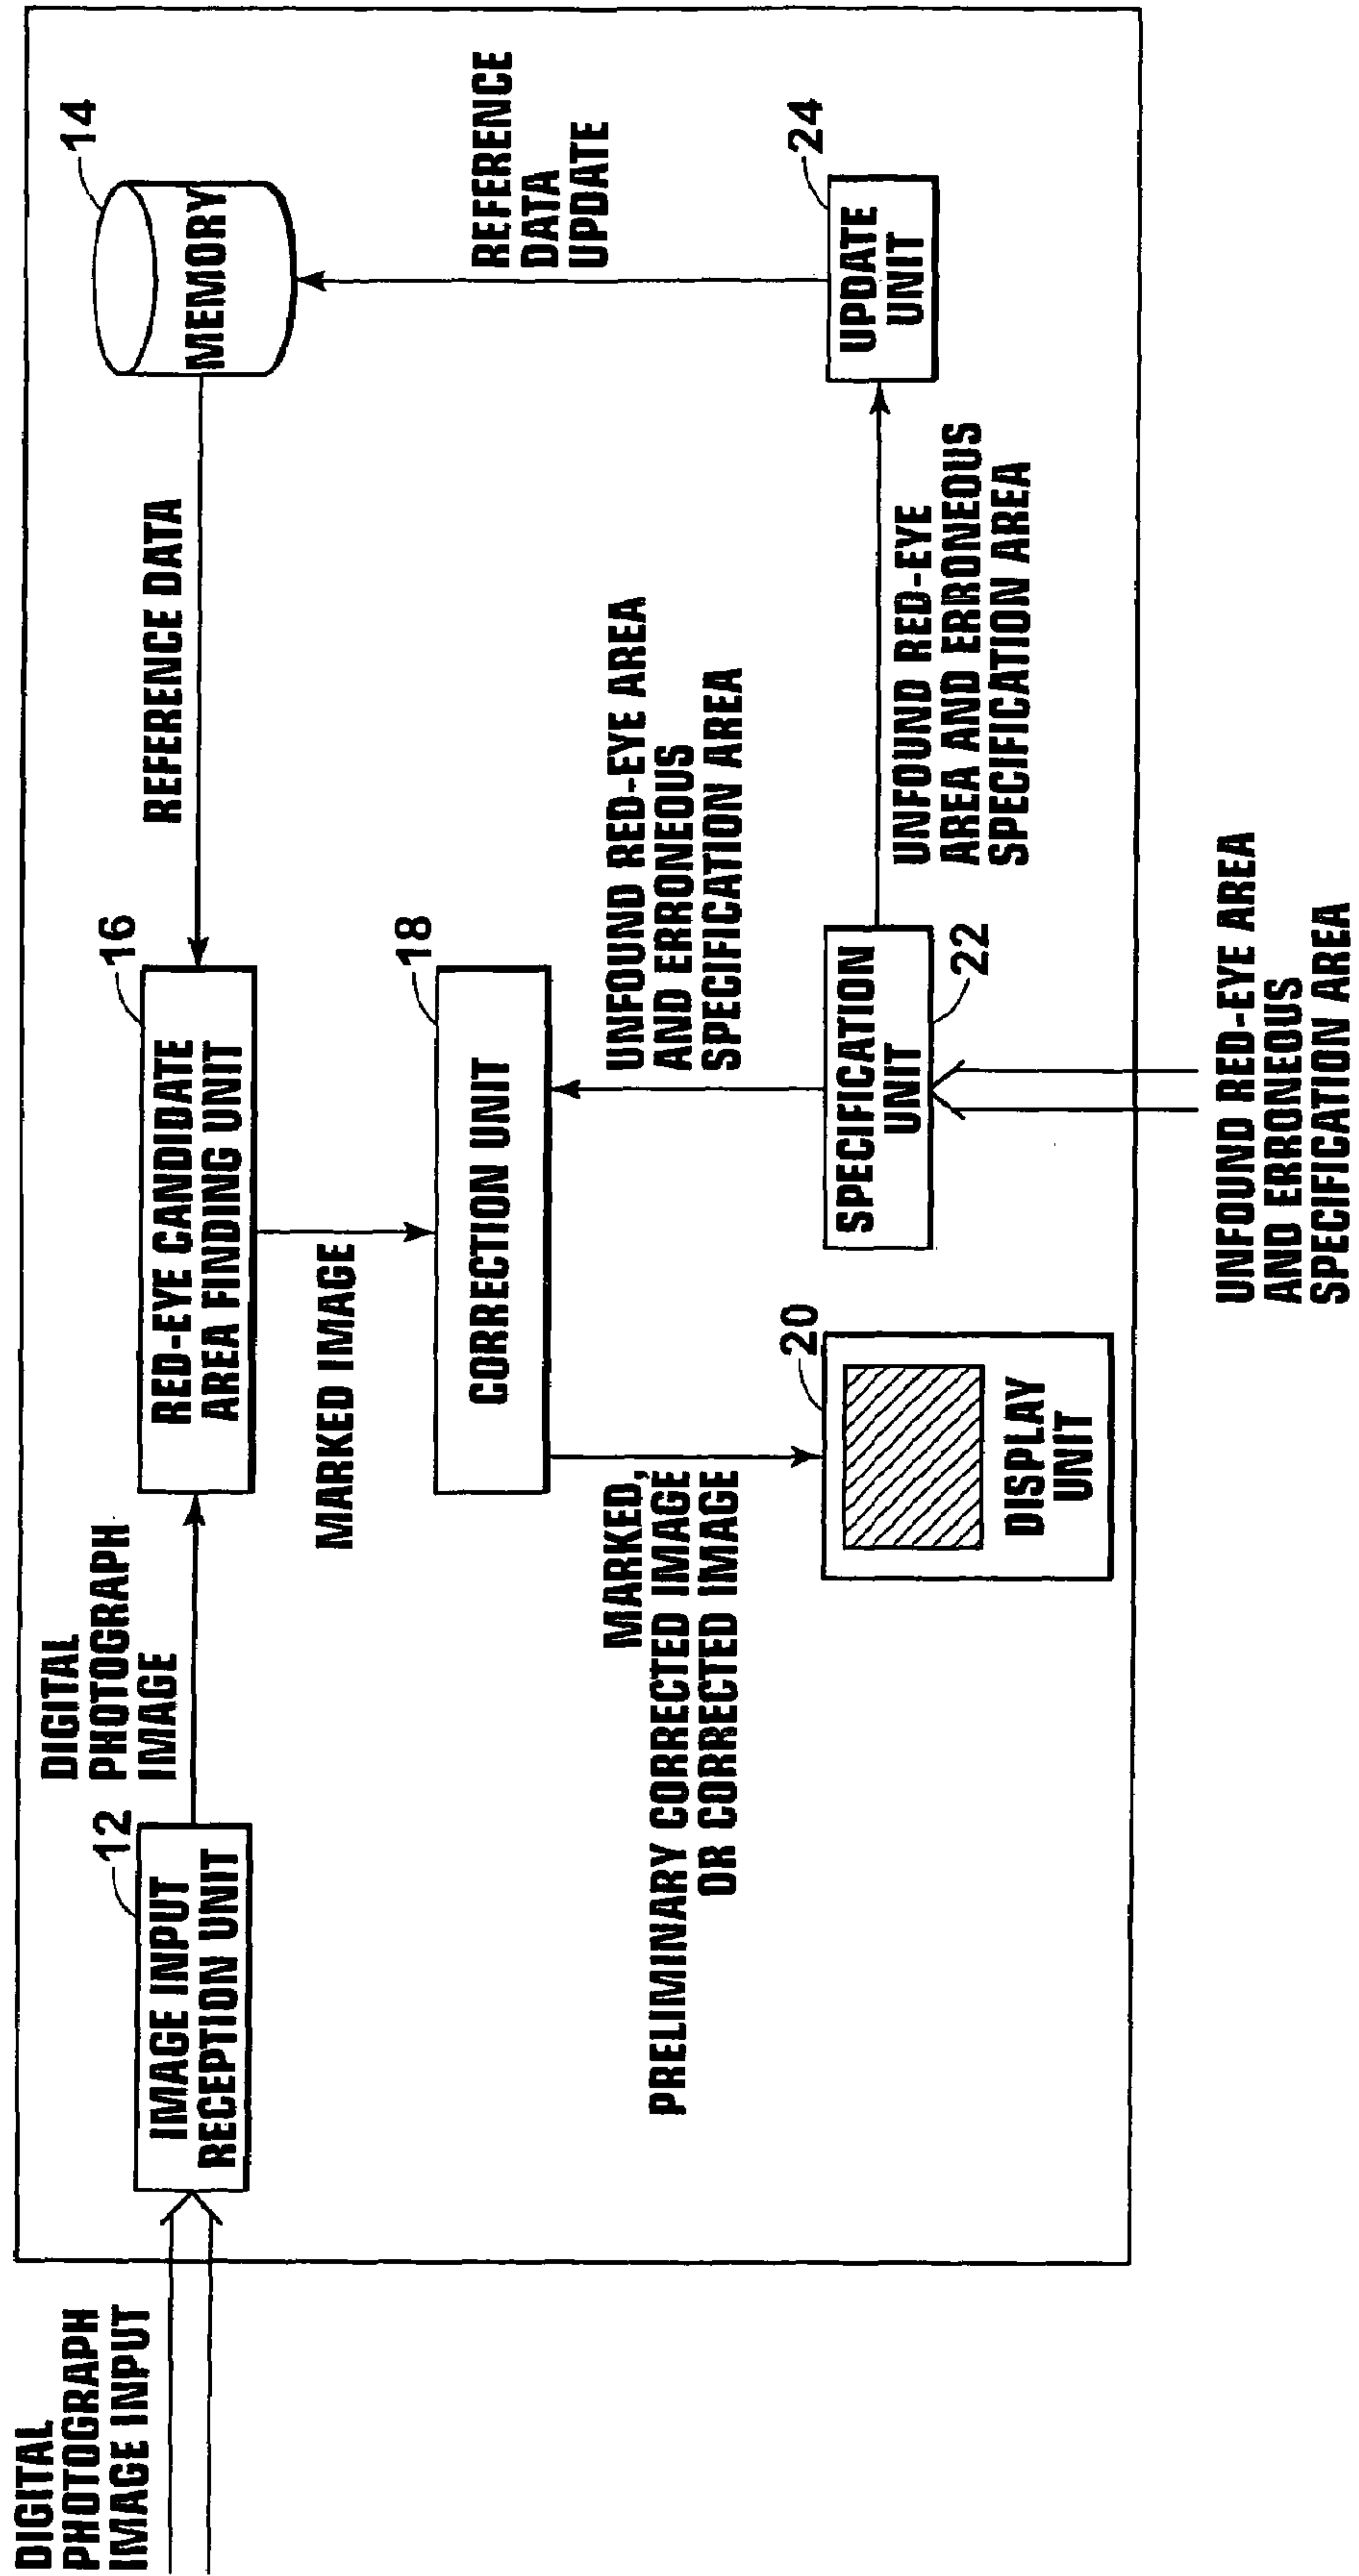 DIGITAL
PHOTOGRAPH
IMAGE INPUT
12
IMAGE INPUT
RECEPTION UNIT
DIGITAL
PHOTOGRAPH
IMAGE
16
RED-EYE CANDIDATE
AREA FINDING UNIT
REFERENCE DATA
14
MEMORY
MARKED IMAGE
18
CORRECTION UNIT
REFERENCE
DATA
UPDATE
MARKED,
PRELIMINARY CORRECTED IMAGE
OR CORRECTED IMAGE
UNFOUND RED-EYE AREA
AND ERRONEOUS
SPECIFICATION AREA
20
DISPLAY
UNIT
SPECIFICATION
UNIT
22
UNFOUND RED-EYE
AREA AND ERRONEOUS
SPECIFICATION AREA
24
UPDATE
UNIT
UNFOUND RED-EYE AREA
AND ERRONEOUS
SPECIFICATION AREA